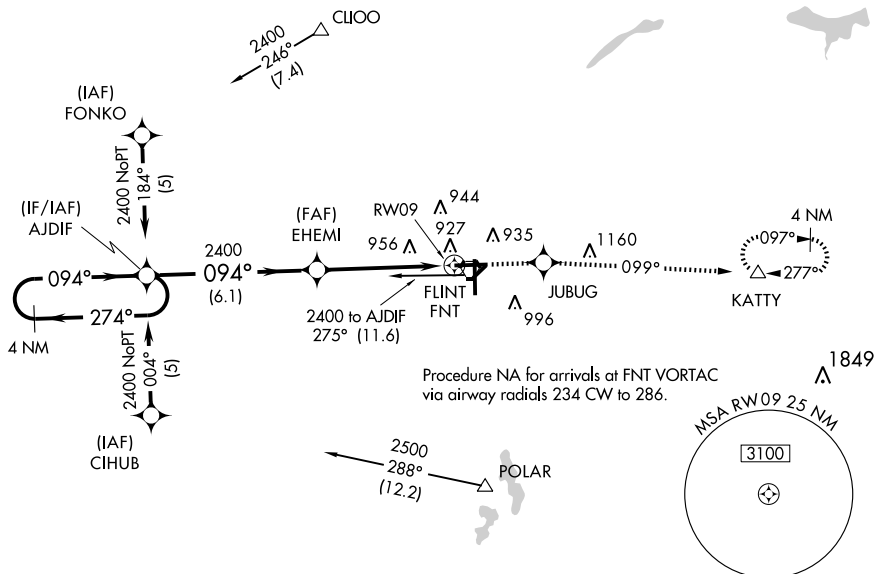 CLIOO
2400
246°
(7.4)
(IAF)
FONKO
2400 NoPT
184°
(5)
(IF/IAF)
AJDIF
2400
094°
(6.1)
(FAF)
EHEMI
RW09
944
927
956
935
1160
4 NM
097°
277°
KATTY
099°
094°
274°
4 NM
FLINT
FNT
JUBUG
996
2400 to AJDIF
275° (11.6)
2400 NoPT
004°
(5)
(IAF)
CIHUB
Procedure NA for arrivals at FNT VORTAC
via airway radials 234 CW to 286.
1849
MSA RW09 25 NM
3100
2500
288°
(12.2)
POLAR